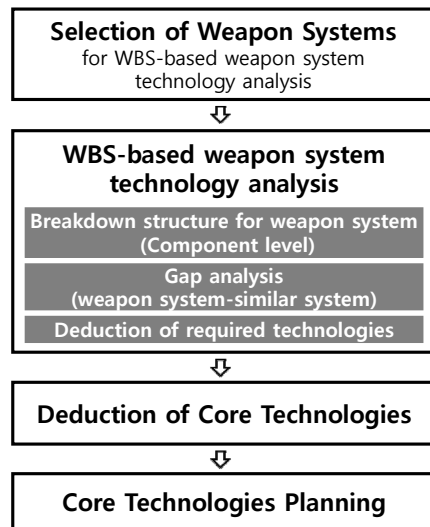 Selection of Weapon Systems
for WBS-based weapon system
technology analysis
WBS-based weapon system
technology analysis
Breakdown structure for weapon system
(Component level)
Gap analysis
(weapon system-similar system)
Deduction of required technologies
Deduction of Core Technologies
Core Technologies Planning